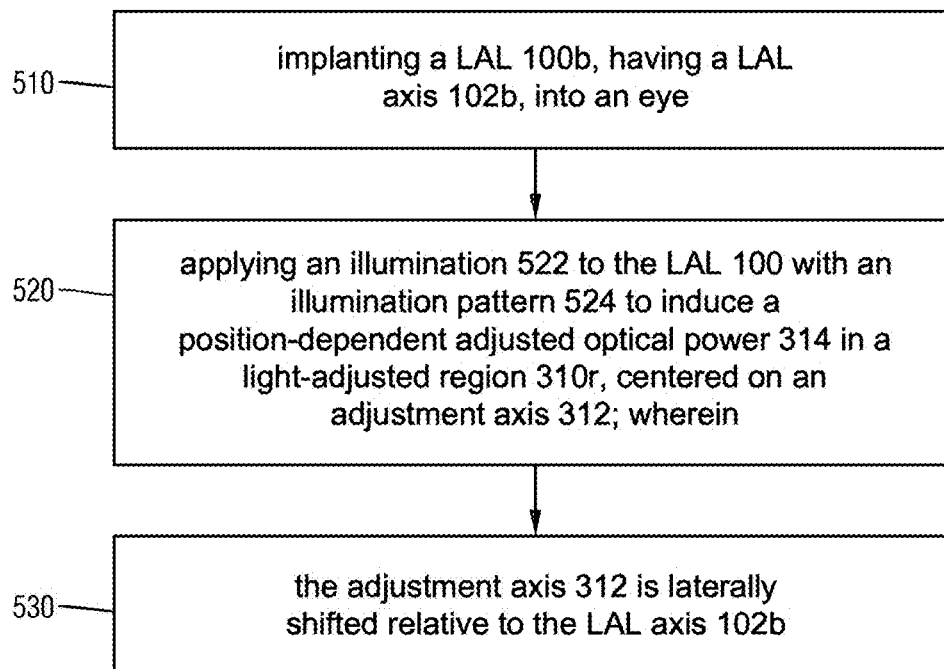 510
implanting a LAL 100b, having a LAL
axis 102b, into an eye
520
applying an illumination 522 to the LAL 100 with an
illumination pattern 524 to induce a
position-dependent adjusted optical power 314 in a
light-adjusted region 310r, centered on an
adjustment axis 312; wherein
530
the adjustment axis 312 is laterally
shifted relative to the LAL axis 102b